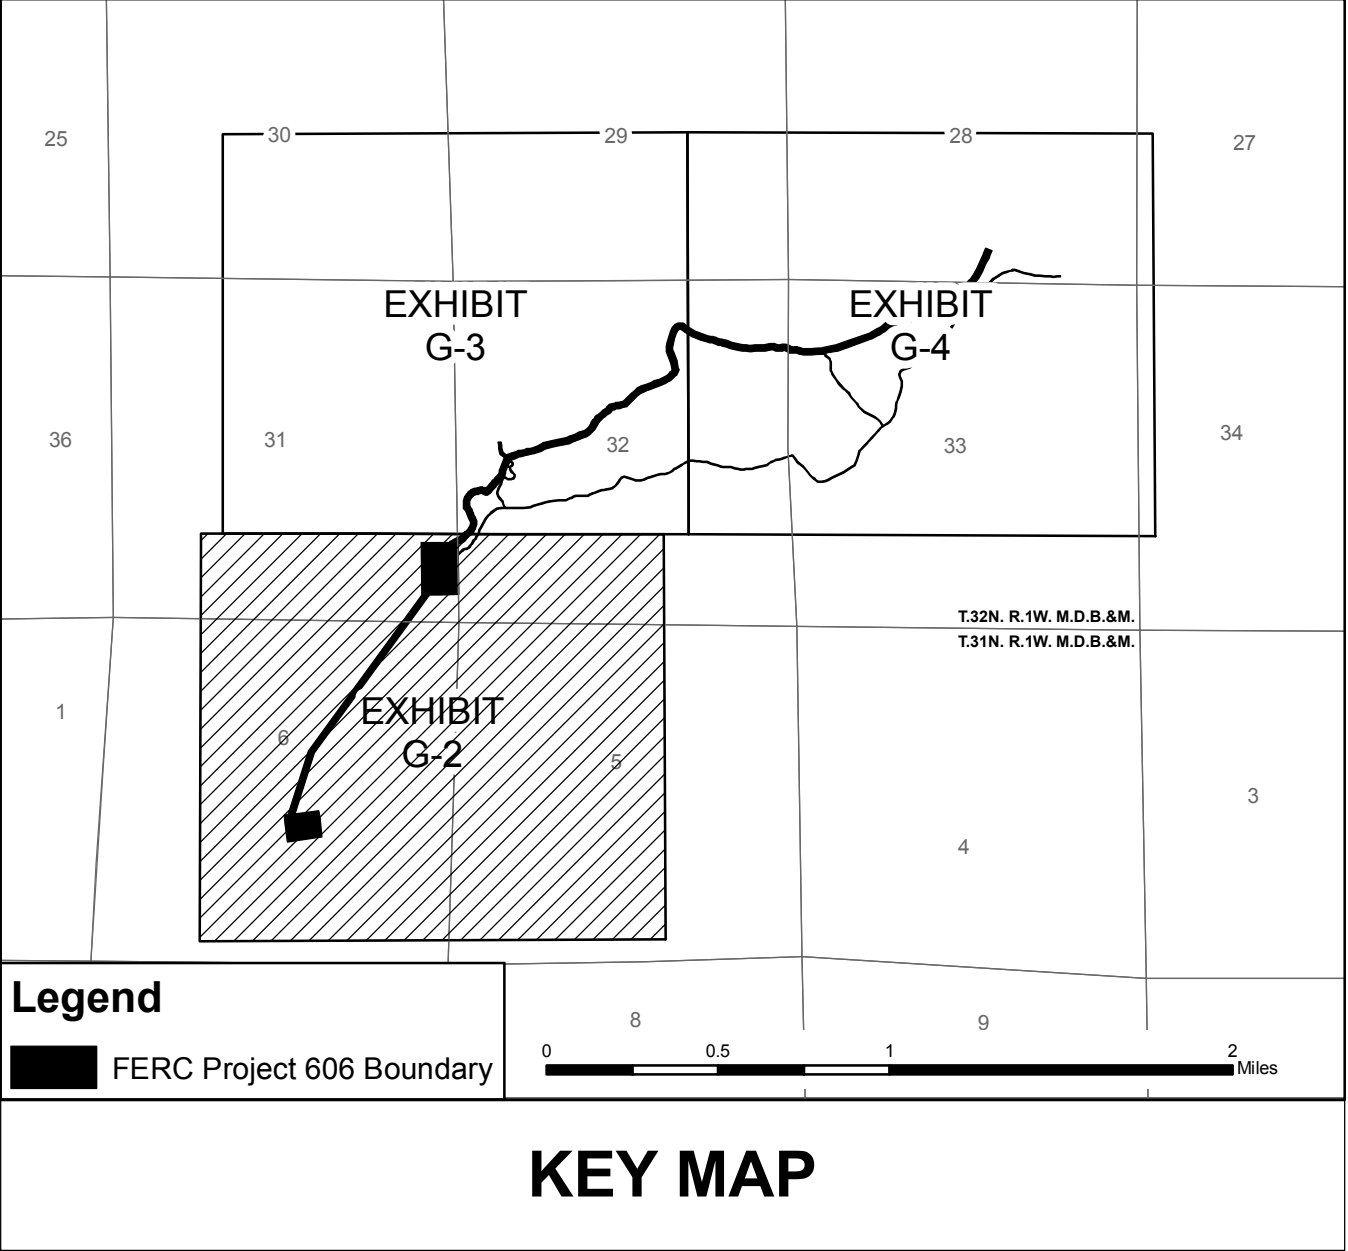 25
30
29
28
27
EXHIBIT
G-3
EXHIBIT
G-4
36
31
32
33
34
T.32N. R.1W. M.D.B.&M.
T.31N. R.1W. M.D.B.&M.
1
6
EXHIBIT
G-2
5
4
3
Legend
FERC Project 606 Boundary
8
9
0 0.5 1 2
Miles
KEY MAP